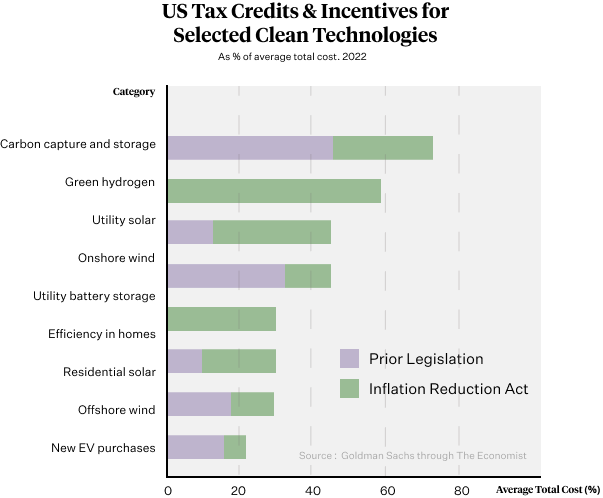 US Tax Credits & Incentives for
Selected Clean Technologies
As % of average total cost. 2022
Category
Carbon capture and storage
Green hydrogen
Utility solar
Onshore wind
Utility battery storage
Efficiency in homes
Residential solar
Offshore wind
New EV purchases
Prior Legislation
Inflation Reduction Act
Source : Goldman Sachs through The Economist
0 20 40 60 80 Average Total Cost (%)